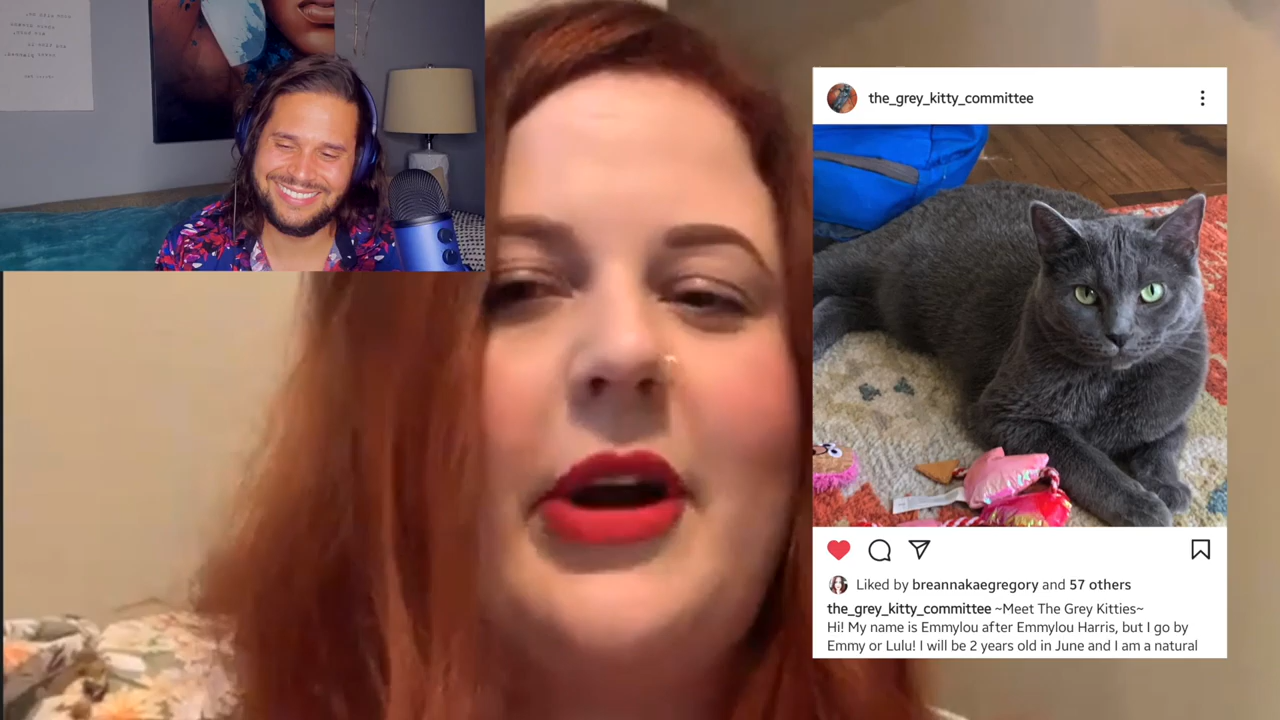 the_grey_kitty_committee
Liked by breannakaegregory and 57 others
the_grey_kitty_committee ~Meet The Grey Kitties~
Hi! My name is Emmylou after Emmylou Harris, but I go by
Emmy or Lulu! I will be 2 years old in June and I am a natural